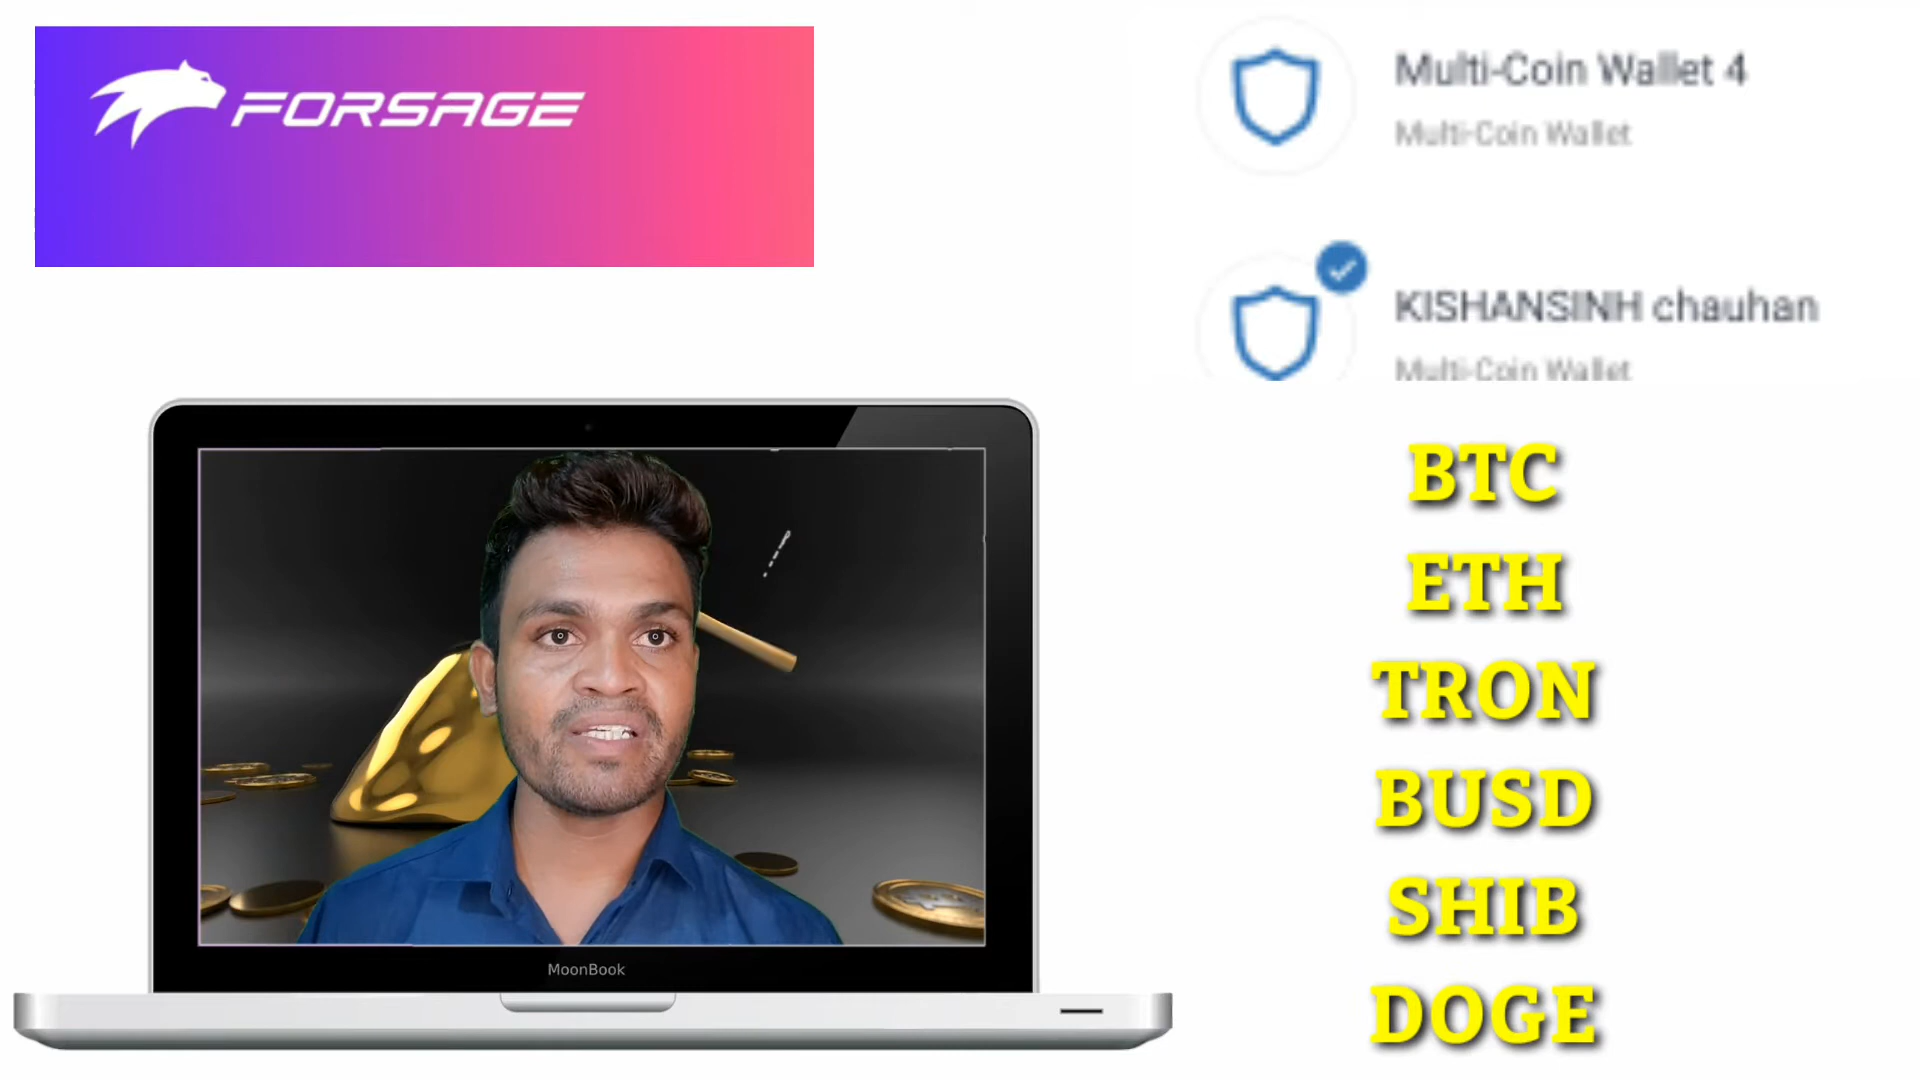 FORSAGE
Multi-Coin Wallet 4
Multi-Coin Wallet
KISHANSINH chauhan
Multi-Coin Wallet
BTC
ETH
TRON
BUSD
SHIB
DOGE
MoonBook